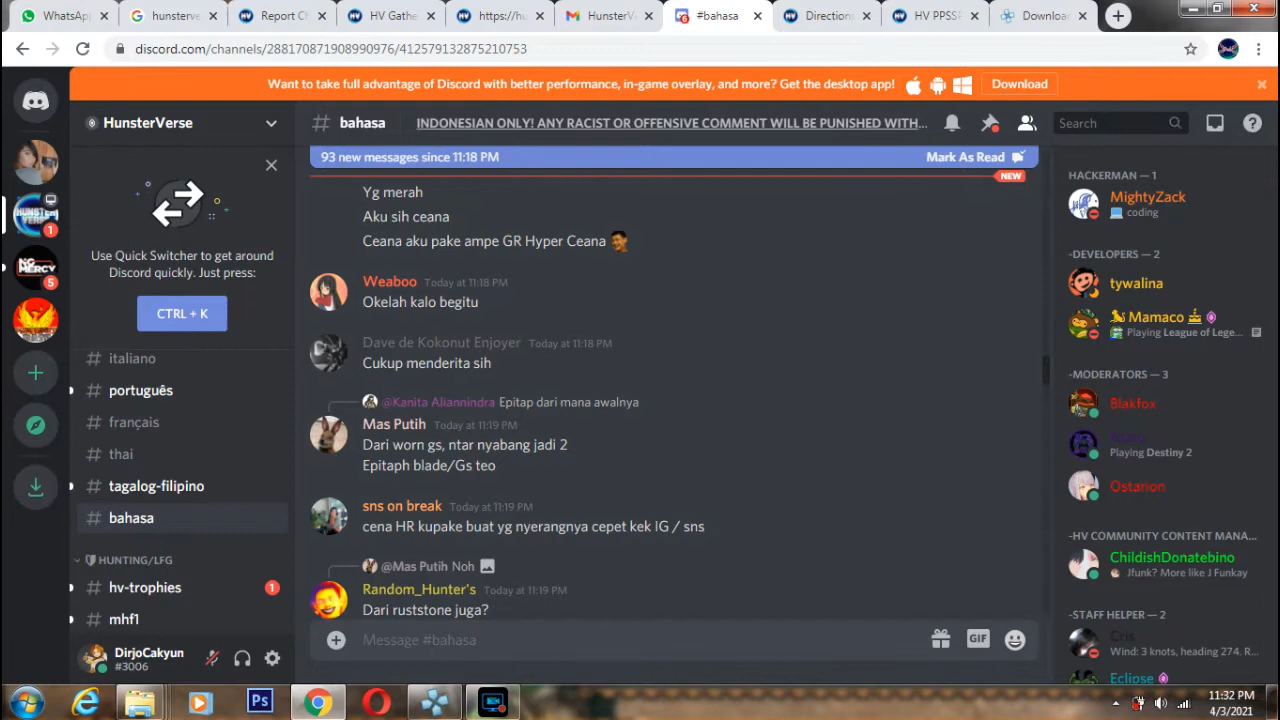 WhatsApp
hunsterve
Report Ch
HV Gathe
https://hu
HunsterVe
#bahasa
Direction
HV PPSSP
Downloa
discord.com/channels/288170871908990976/412579132875210753
Want to take full advantage of Discord with better performance, in-game overlay, and more? Get the desktop app!
Download
HunsterVerse
# bahasa
INDONESIAN ONLY! ANY RACIST OR OFFENSIVE COMMENT WILL BE PUNISHED WITH...
Search
Use Quick Switcher to get around
Discord quickly. Just press:
CTRL + K
# italiano
# português
# français
# thai
# tagalog-filipino
# bahasa
HUNTING/LFG
# hv-trophies 1
# mhf1
DirjoCakyun
#3006
1
5
93 new messages since 11:18 PM
Mark As Read
NEW
Yg merah
Aku sih ceana
Ceana aku pake ampe GR Hyper Ceana
Weaboo Today at 11:18 PM
Okelah kalo begitu
Dave de Kokonut Enjoyer Today at 11:18 PM
Cukup menderita sih
@Kanita Aliannindra Epitap dari mana awalnya
Mas Putih Today at 11:19 PM
Dari worn gs, ntar nyabang jadi 2
Epitaph blade/Gs teo
sns on break Today at 11:19 PM
cena HR kupake buat yg nyerangnya cepet kek IG / sns
@Mas Putih Noh
Random_Hunter's Today at 11:19 PM
Dari ruststone juga?
Message #bahasa
GIF
HACKERMAN — 1
MightyZack
coding
-DEVELOPERS — 2
tywalina
Mamaco
Playing League of Lege...
-MODERATORS — 3
Blakfox
Playing Destiny 2
Ostarion
-HV COMMUNITY CONTENT MANA...
ChildishDonatebino
Jfunk? More like J Funkay
-STAFF HELPER — 2
Cris
Wind: 3 knots, heading 274. R...
Eclipse
Ps
11:32 PM
4/3/2021